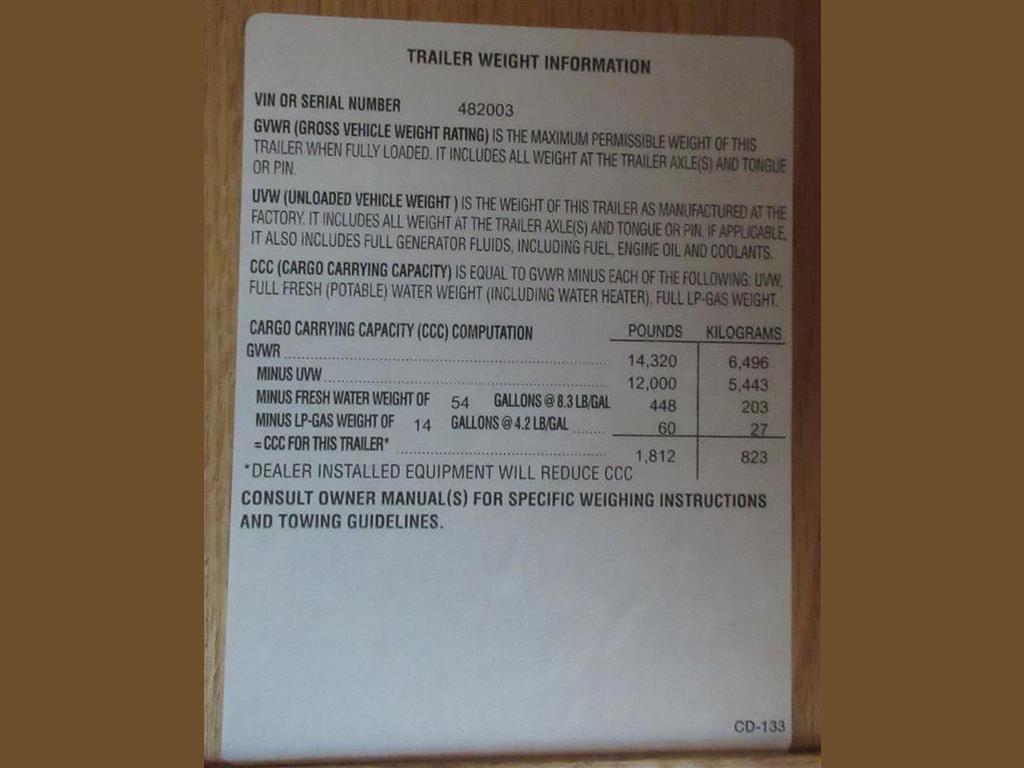 TRAILER WEIGHT INFORMATION
VIN OR SERIAL NUMBER 482003
GVWR (GROSS VEHICLE WEIGHT RATING) IS THE MAXIMUM PERMISSIBLE WEIGHT OF THIS
TRAILER WHEN FULLY LOADED. IT INCLUDES ALL WEIGHT AT THE TRAILER AXLE(S) AND TONGUE
OR PIN.
UVW (UNLOADED VEHICLE WEIGHT ) IS THE WEIGHT OF THIS TRAILER AS MANUFACTURED AT THE
FACTORY. IT INCLUDES ALL WEIGHT AT THE TRAILER AXLE(S) AND TONGUE OR PIN. IF APPLICABLE,
IT ALSO INCLUDES FULL GENERATOR FLUIDS, INCLUDING FUEL, ENGINE OIL AND COOLANTS.
CCC (CARGO CARRYING CAPACITY) IS EQUAL TO GVWR MINUS EACH OF THE FOLLOWING: UVW,
FULL FRESH (POTABLE) WATER WEIGHT (INCLUDING WATER HEATER), FULL LP-GAS WEIGHT.
CARGO CARRYING CAPACITY (CCC) COMPUTATION POUNDS KILOGRAMS
GVWR 14,320 6,496
MINUS UVW 12,000 5,443
MINUS FRESH WATER WEIGHT OF 54 GALLONS @ 8.3 LB/GAL 448 203
MINUS LP-GAS WEIGHT OF 14 GALLONS @ 4.2 LB/GAL 60 27
= CCC FOR THIS TRAILER* 1,812 823
*DEALER INSTALLED EQUIPMENT WILL REDUCE CCC
CONSULT OWNER MANUAL(S) FOR SPECIFIC WEIGHING INSTRUCTIONS
AND TOWING GUIDELINES.
CD-133